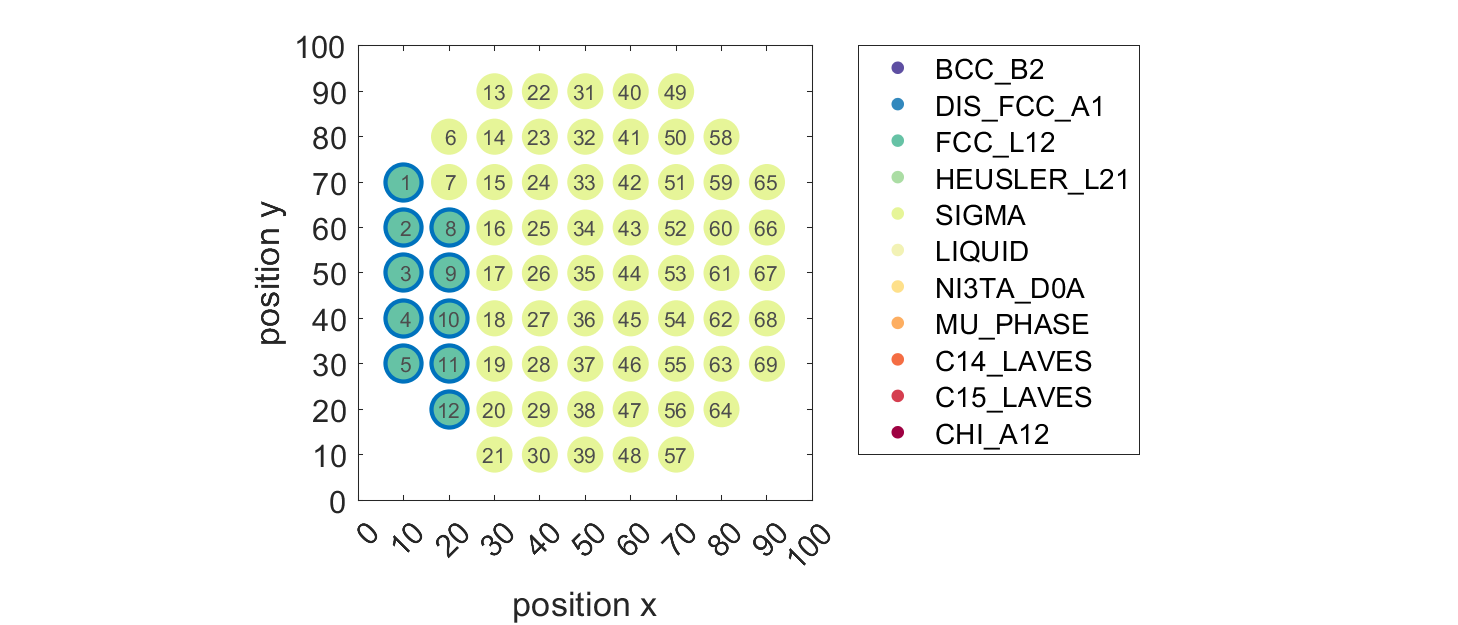 100
90
80
70
60
50
40
30
20
10
0
position y
13 22 31 40 49
6 14 23 32 41 50 58
1 7 15 24 33 42 51 59 65
2 8 16 25 34 43 52 60 66
3 9 17 26 35 44 53 61 67
4 10 18 27 36 45 54 62 68
5 11 19 28 37 46 55 63 69
12 20 29 38 47 56 64
21 30 39 48 57
0 10 20 30 40 50 60 70 80 90 100
position x
BCC_B2
DIS_FCC_A1
FCC_L12
HEUSLER_L21
SIGMA
LIQUID
NI3TA_D0A
MU_PHASE
C14_LAVES
C15_LAVES
CHI_A12